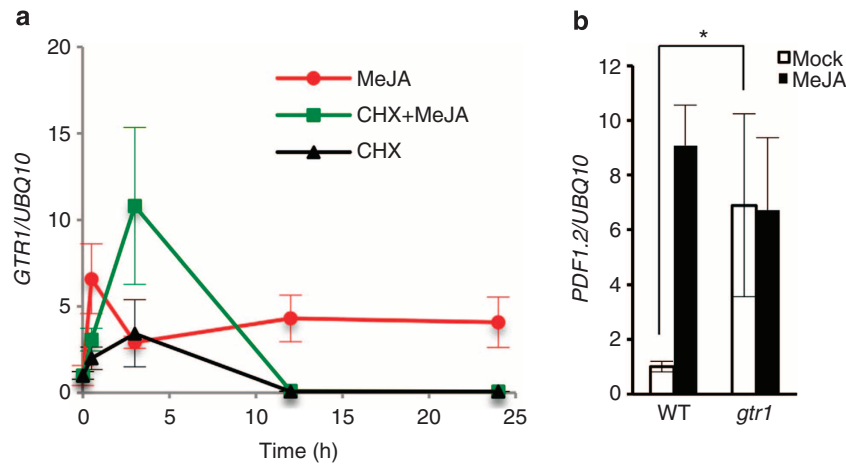 a
20
15
10
5
0
GTR1/UBQ10
MeJA
CHX+MeJA
CHX
0 5 10 15 20 25
Time (h)
b
*
Mock
MeJA
12
10
8
6
4
2
0
PDF1.2/UBQ10
WT gtr1